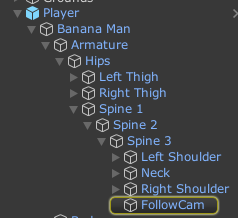 Player
Banana Man
Armature
Hips
Left Thigh
Right Thigh
Spine 1
Spine 2
Spine 3
Left Shoulder
Neck
Right Shoulder
FollowCam